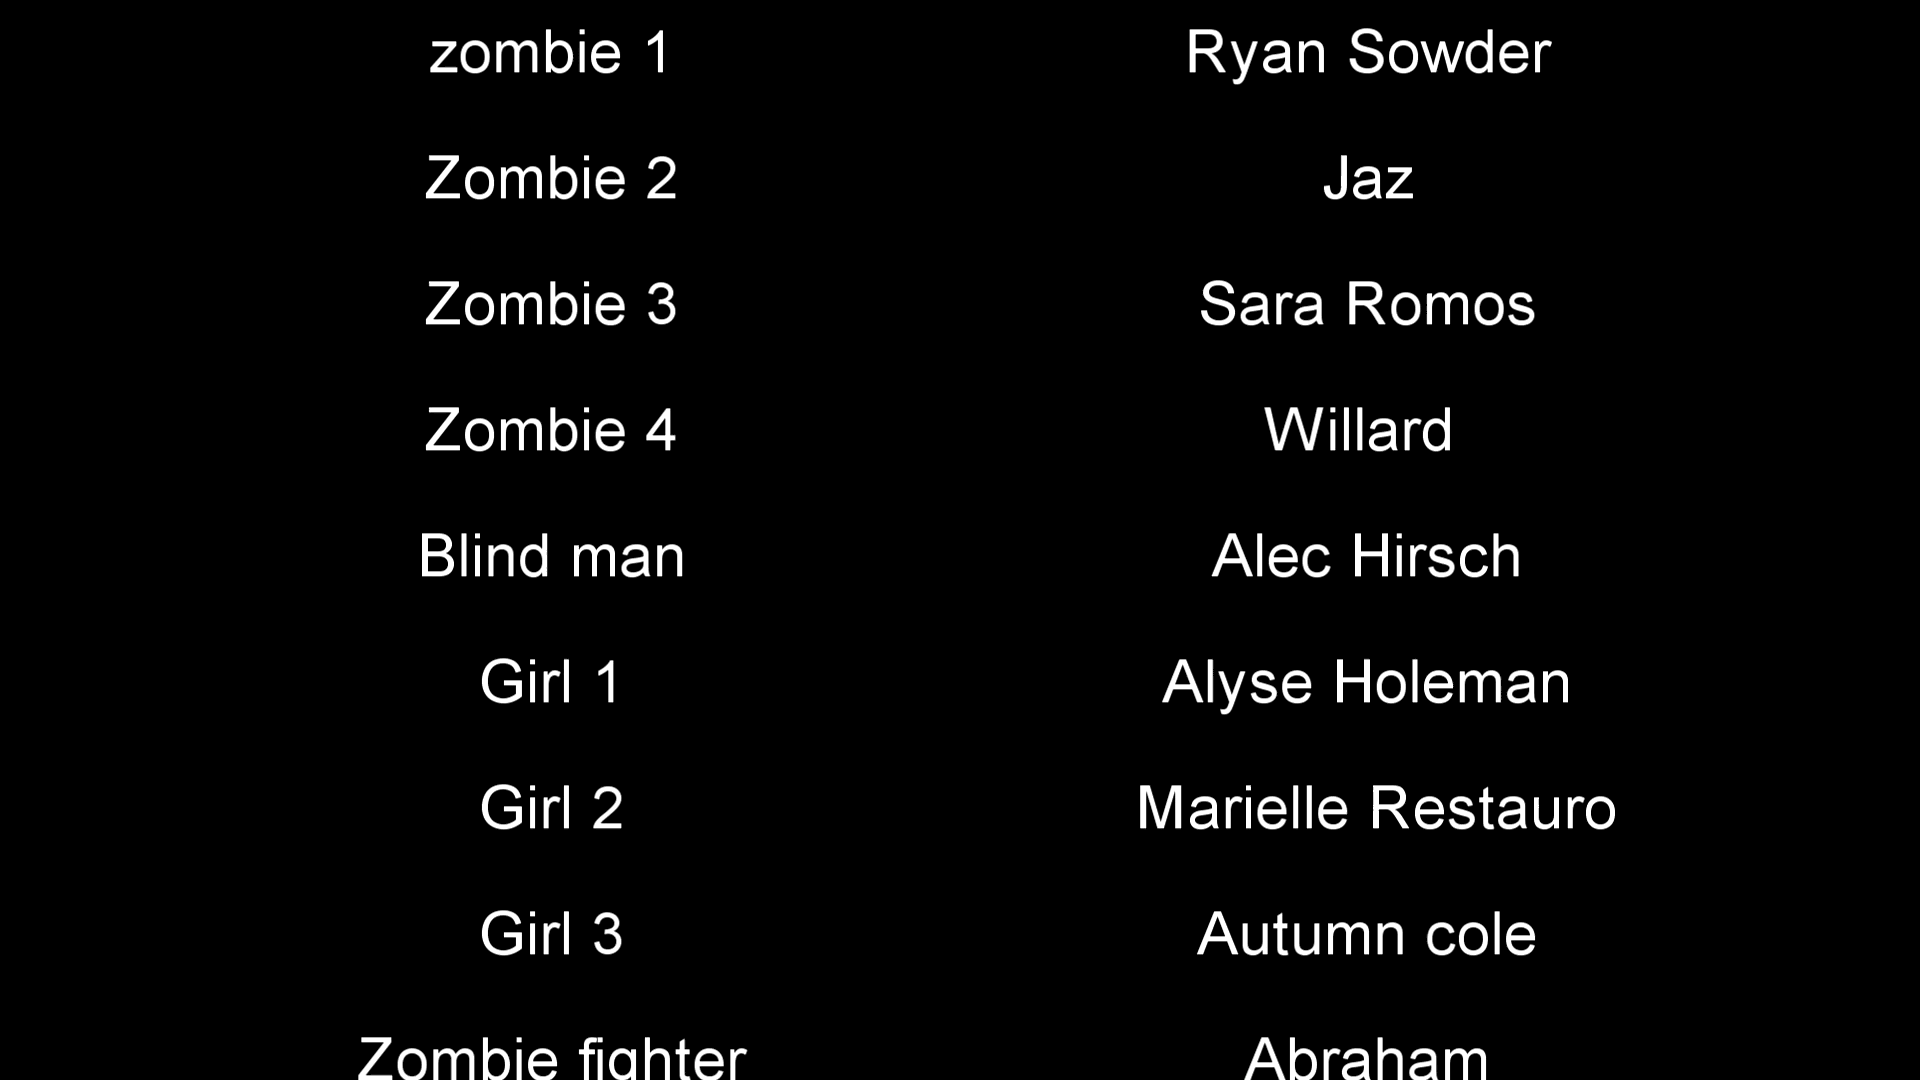 zombie 1 Ryan Sowder
Zombie 2 Jaz
Zombie 3 Sara Romos
Zombie 4 Willard
Blind man Alec Hirsch
Girl 1 Alyse Holeman
Girl 2 Marielle Restauro
Girl 3 Autumn cole
Zombie fighter Abraham